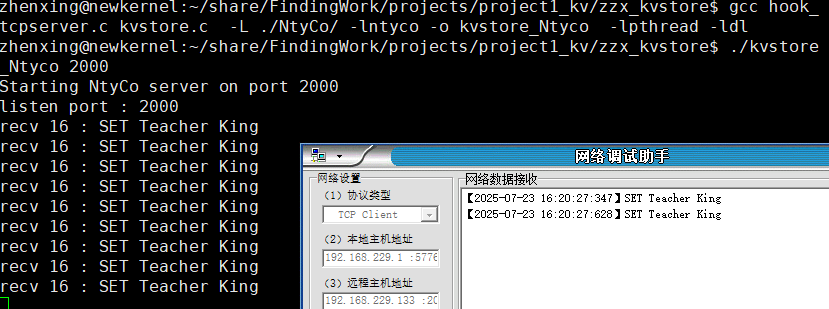 zhenxing@newkernel:~/share/FindingWork/projects/project1_kv/zzx_kvstore$ gcc hook_
tcpserver.c kvstore.c  -L ./NtyCo/ -lntyco -o kvstore_Ntyco  -lpthread -ldl
zhenxing@newkernel:~/share/FindingWork/projects/project1_kv/zzx_kvstore$ ./kvstore
_Ntyco 2000
Starting NtyCo server on port 2000
listen port : 2000
recv 16 : SET Teacher King
recv 16 : SET Teacher King
recv 16 : SET Teacher King
recv 16 : SET Teacher King
recv 16 : SET Teacher King
recv 16 : SET Teacher King
recv 16 : SET Teacher King
recv 16 : SET Teacher King
recv 16 : SET Teacher King
网络调试助手
网络设置
(1) 协议类型
TCP Client
(2) 本地主机地址
192.168.229.1 :5776
(3) 远程主机地址
192.168.229.133 :20
网络数据接收
【2025-07-23 16:20:27:347】SET Teacher King
【2025-07-23 16:20:27:628】SET Teacher King